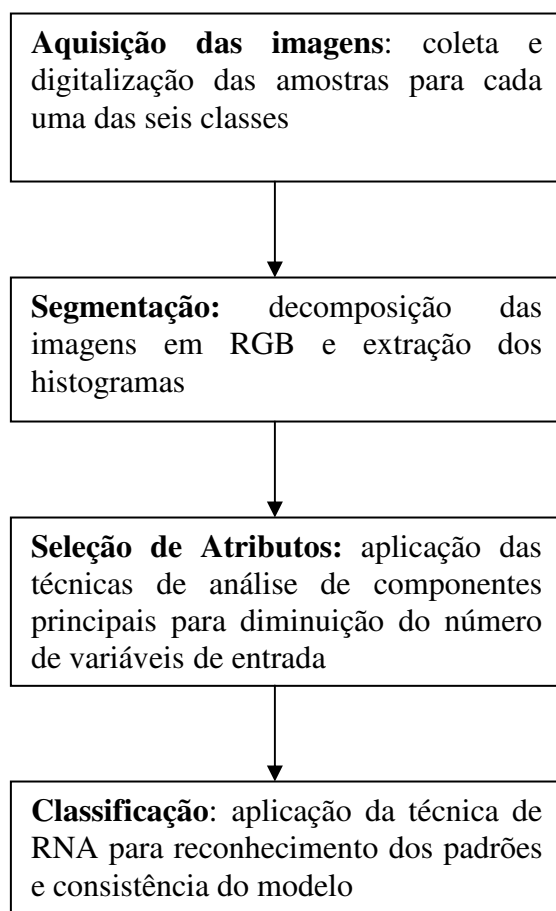 Aquisição das imagens: coleta e
digitalização das amostras para cada
uma das seis classes
Segmentação: decomposição das
imagens em RGB e extração dos
histogramas
Seleção de Atributos: aplicação das
técnicas de análise de componentes
principais para diminuição do número
de variáveis de entrada
Classificação: aplicação da técnica de
RNA para reconhecimento dos padrões
e consistência do modelo